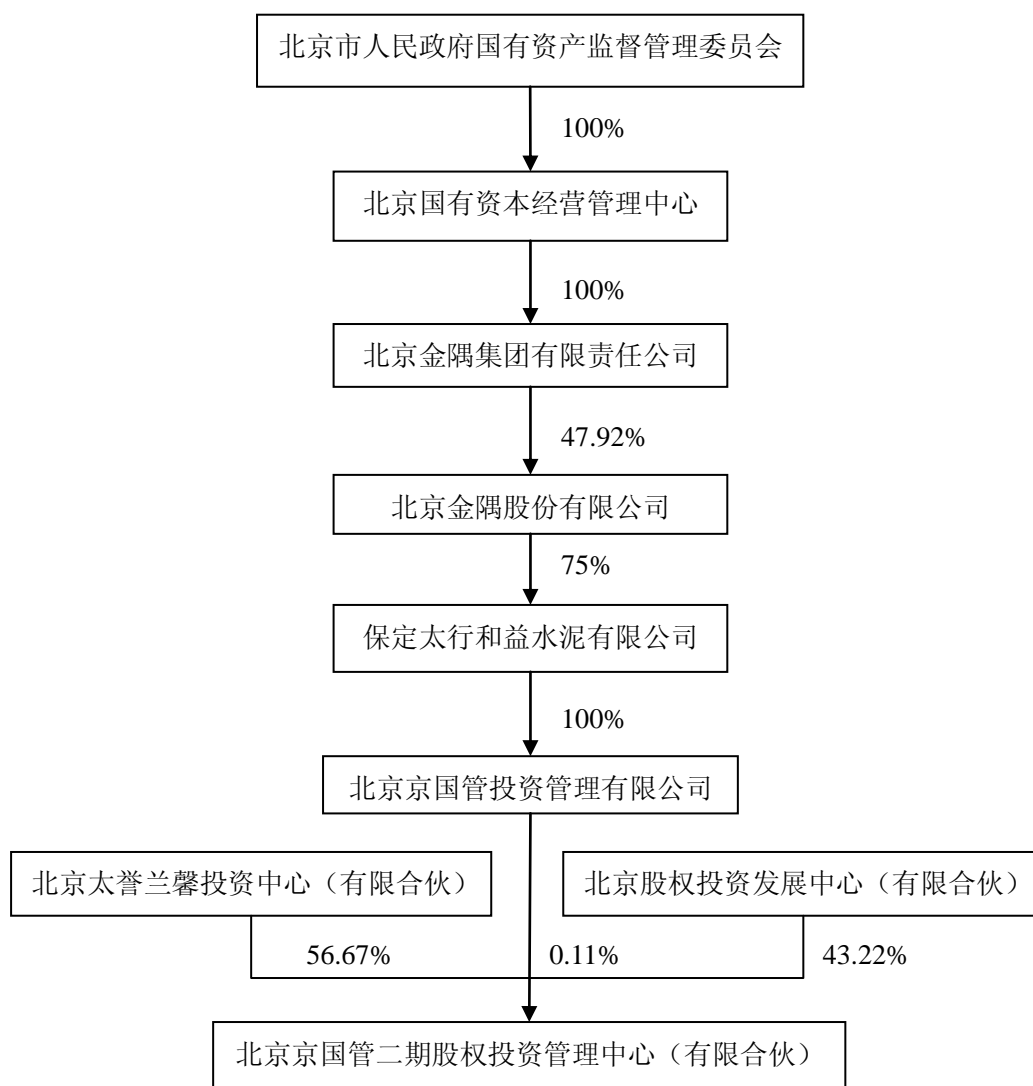 北京市人民政府国有资产监督管理委员会
100%
北京国有资本经营管理中心
100%
北京金隅集团有限责任公司
47.92%
北京金隅股份有限公司
75%
保定太行和益水泥有限公司
100%
北京京国管投资管理有限公司
北京太誉兰馨投资中心（有限合伙）
北京股权投资发展中心（有限合伙）
56.67%
0.11%
43.22%
北京京国管二期股权投资管理中心（有限合伙）